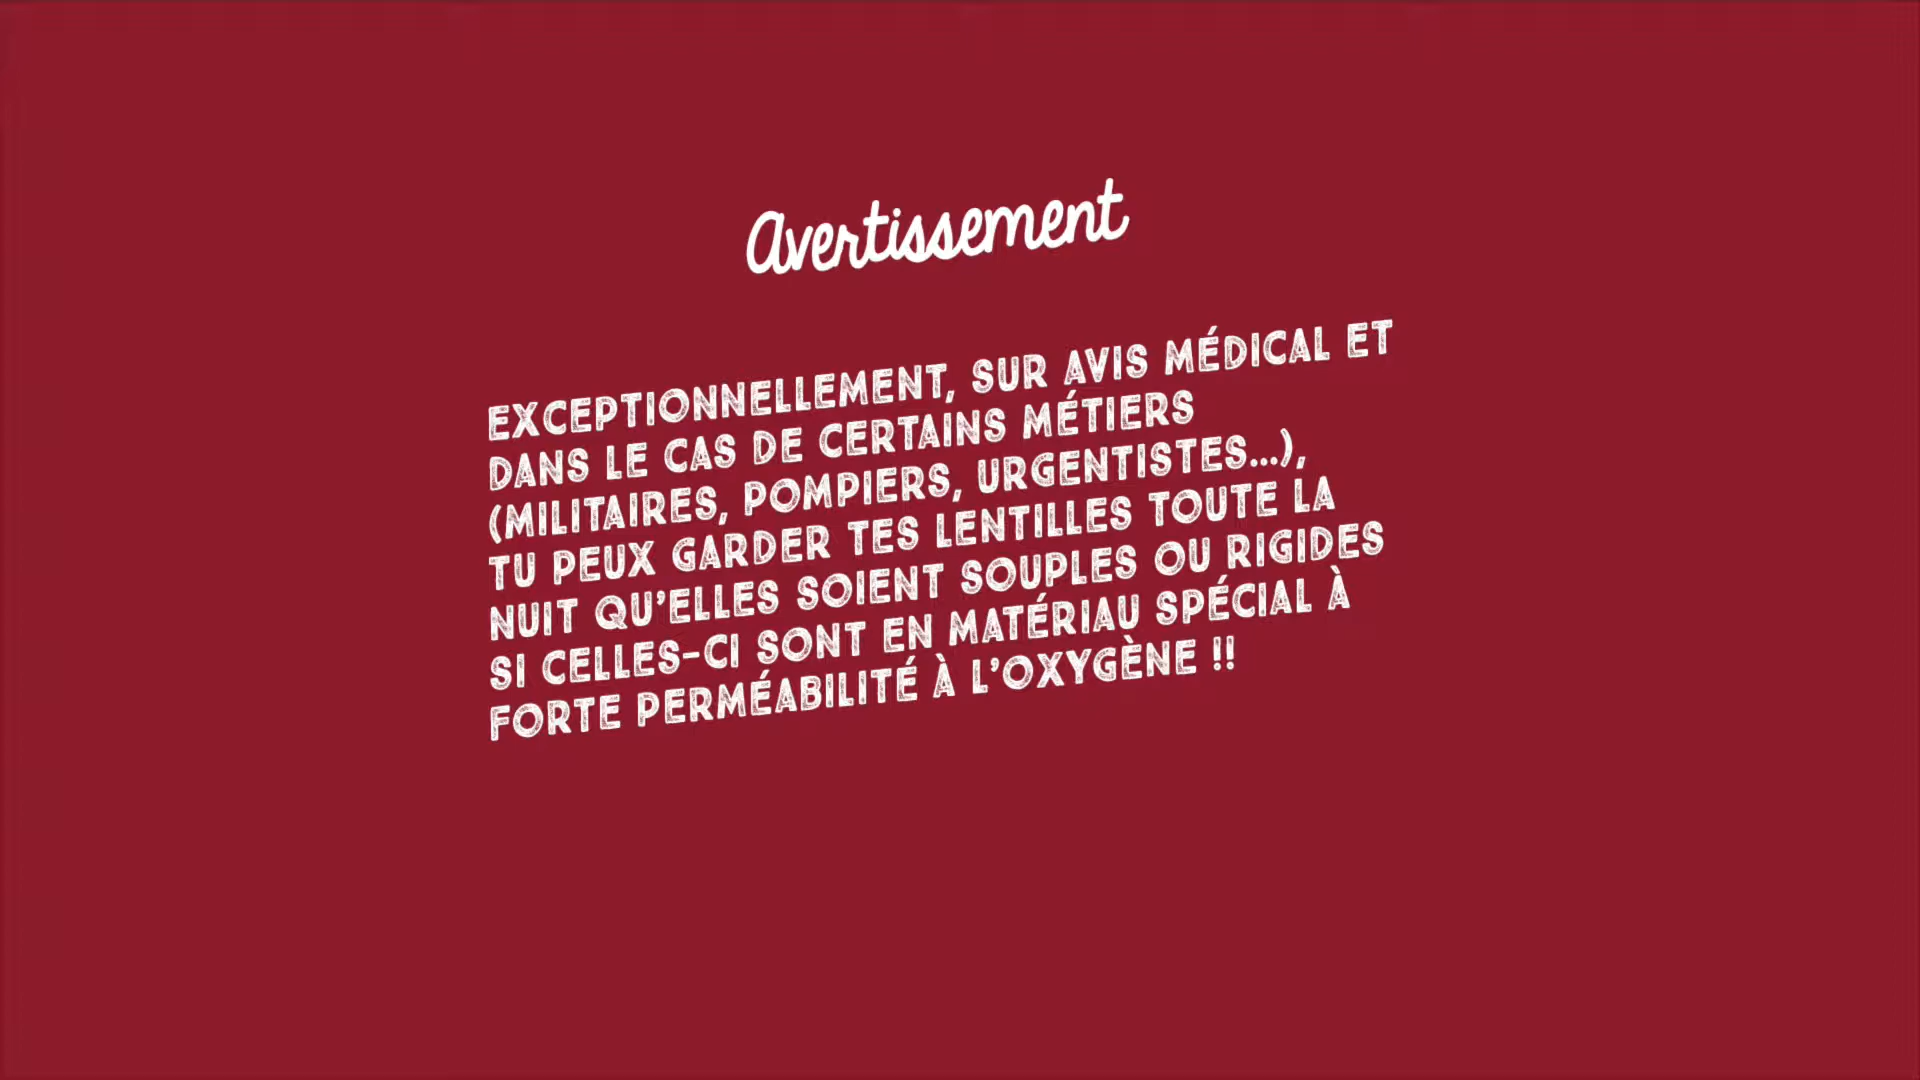 Avertissement
EXCEPTIONNELLEMENT, SUR AVIS MÉDICAL ET
DANS LE CAS DE CERTAINS MÉTIERS
(MILITAIRES, POMPIERS, URGENTISTES...),
TU PEUX GARDER TES LENTILLES TOUTE LA
NUIT QU'ELLES SOIENT SOUPLES OU RIGIDES
SI CELLES-CI SONT EN MATÉRIAU SPÉCIAL À
FORTE PERMÉABILITÉ À L'OXYGÈNE !!